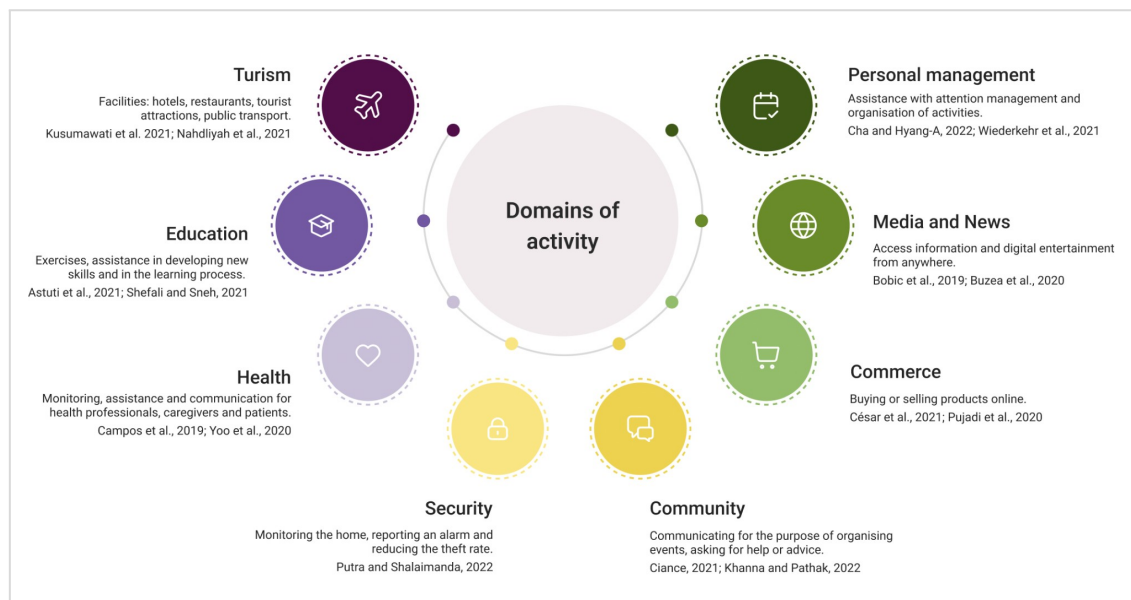 Domains of
activity
Turism
Facilities: hotels, restaurants, tourist
attractions, public transport.
Kusumawati et al. 2021; Nahdliyah et al., 2021
Education
Exercises, assistance in developing new
skills and in the learning process.
Astuti et al., 2021; Shefali and Sneh, 2021
Health
Monitoring, assistance and communication for
health professionals, caregivers and patients.
Campos et al., 2019; Yoo et al., 2020
Security
Monitoring the home, reporting an alarm and
reducing the theft rate.
Putra and Shalaimanda, 2022
Community
Communicating for the purpose of organising
events, asking for help or advice.
Ciance, 2021; Khanna and Pathak, 2022
Commerce
Buying or selling products online.
César et al., 2021; Pujadi et al., 2020
Media and News
Access information and digital entertainment
from anywhere.
Bobic et al., 2019; Buzea et al., 2020
Personal management
Assistance with attention management and
organisation of activities.
Cha and Hyang-A, 2022; Wiederkehr et al., 2021